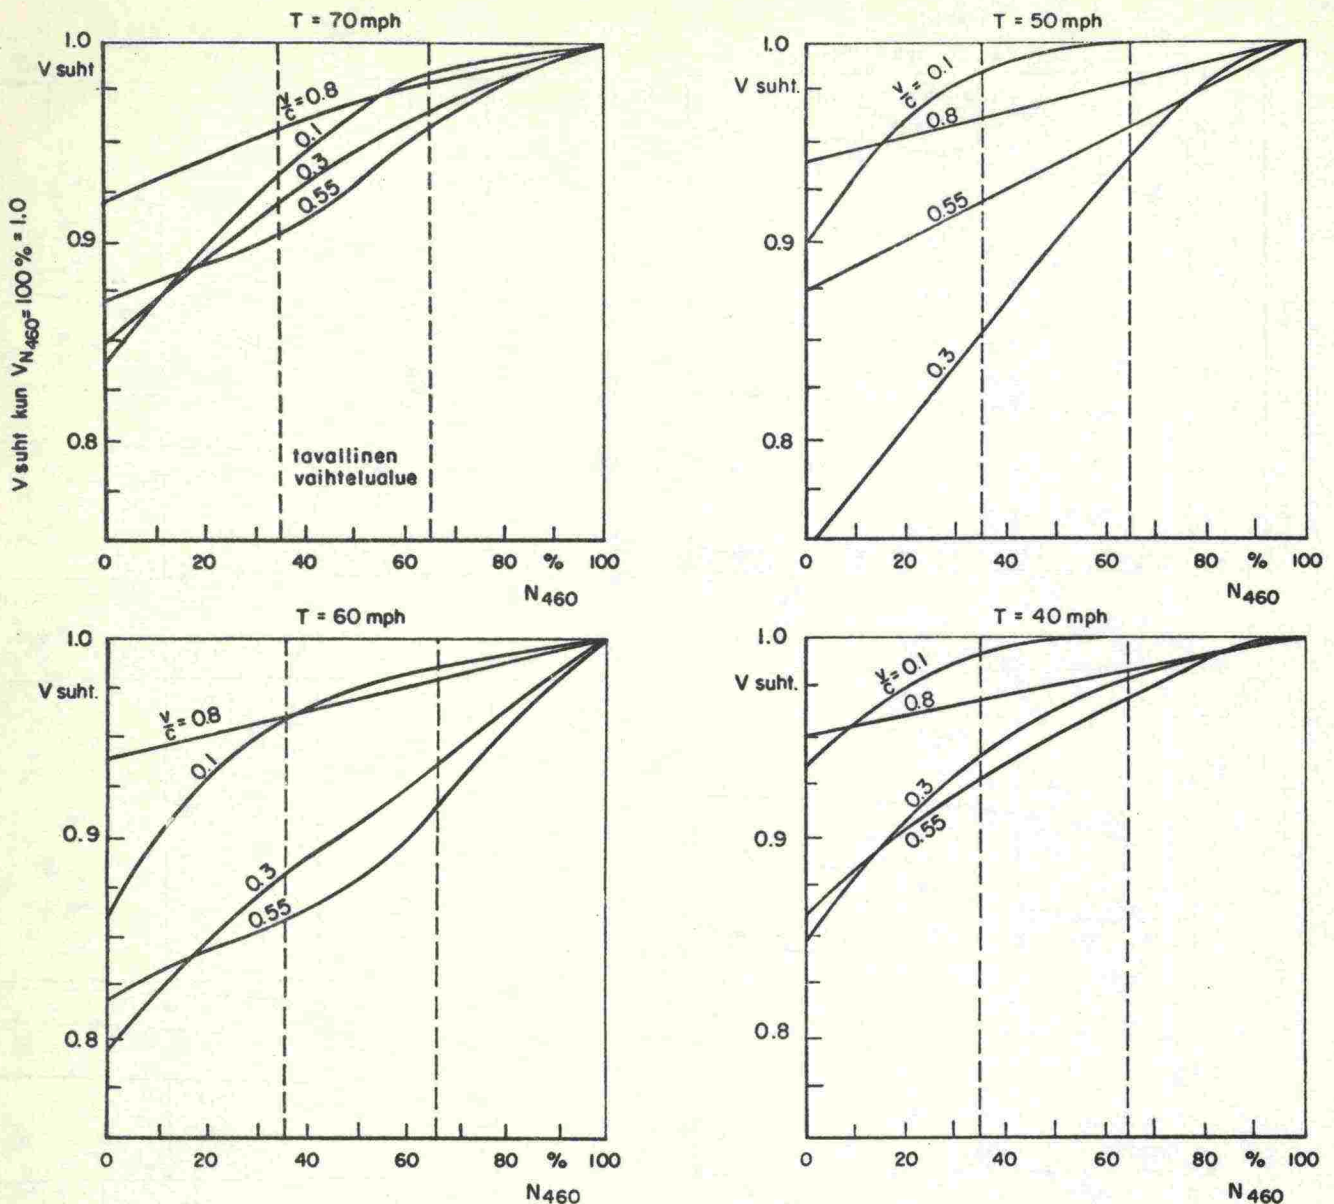 V suht kun V N460 = 100 % = 1.0
T = 70 mph
1.0
V suht
0.9
0.8
v/c = 0.8
0.1
0.3
0.55
tavallinen
vaihtelualue
0 20 40 60 % 100
N460
T = 50 mph
1.0
V suht.
0.9
0.8
v/c = 0.1
0.8
0.55
0.3
0 20 40 60 80 % 100
N460
T = 60 mph
1.0
V suht.
0.9
0.8
v/c = 0.8
0.1
0.3
0.55
0 20 40 60 % 100
N460
T = 40 mph
1.0
V suht.
0.9
0.8
v/c = 0.1
0.8
0.3
0.55
0 20 40 60 80 % 100
N460